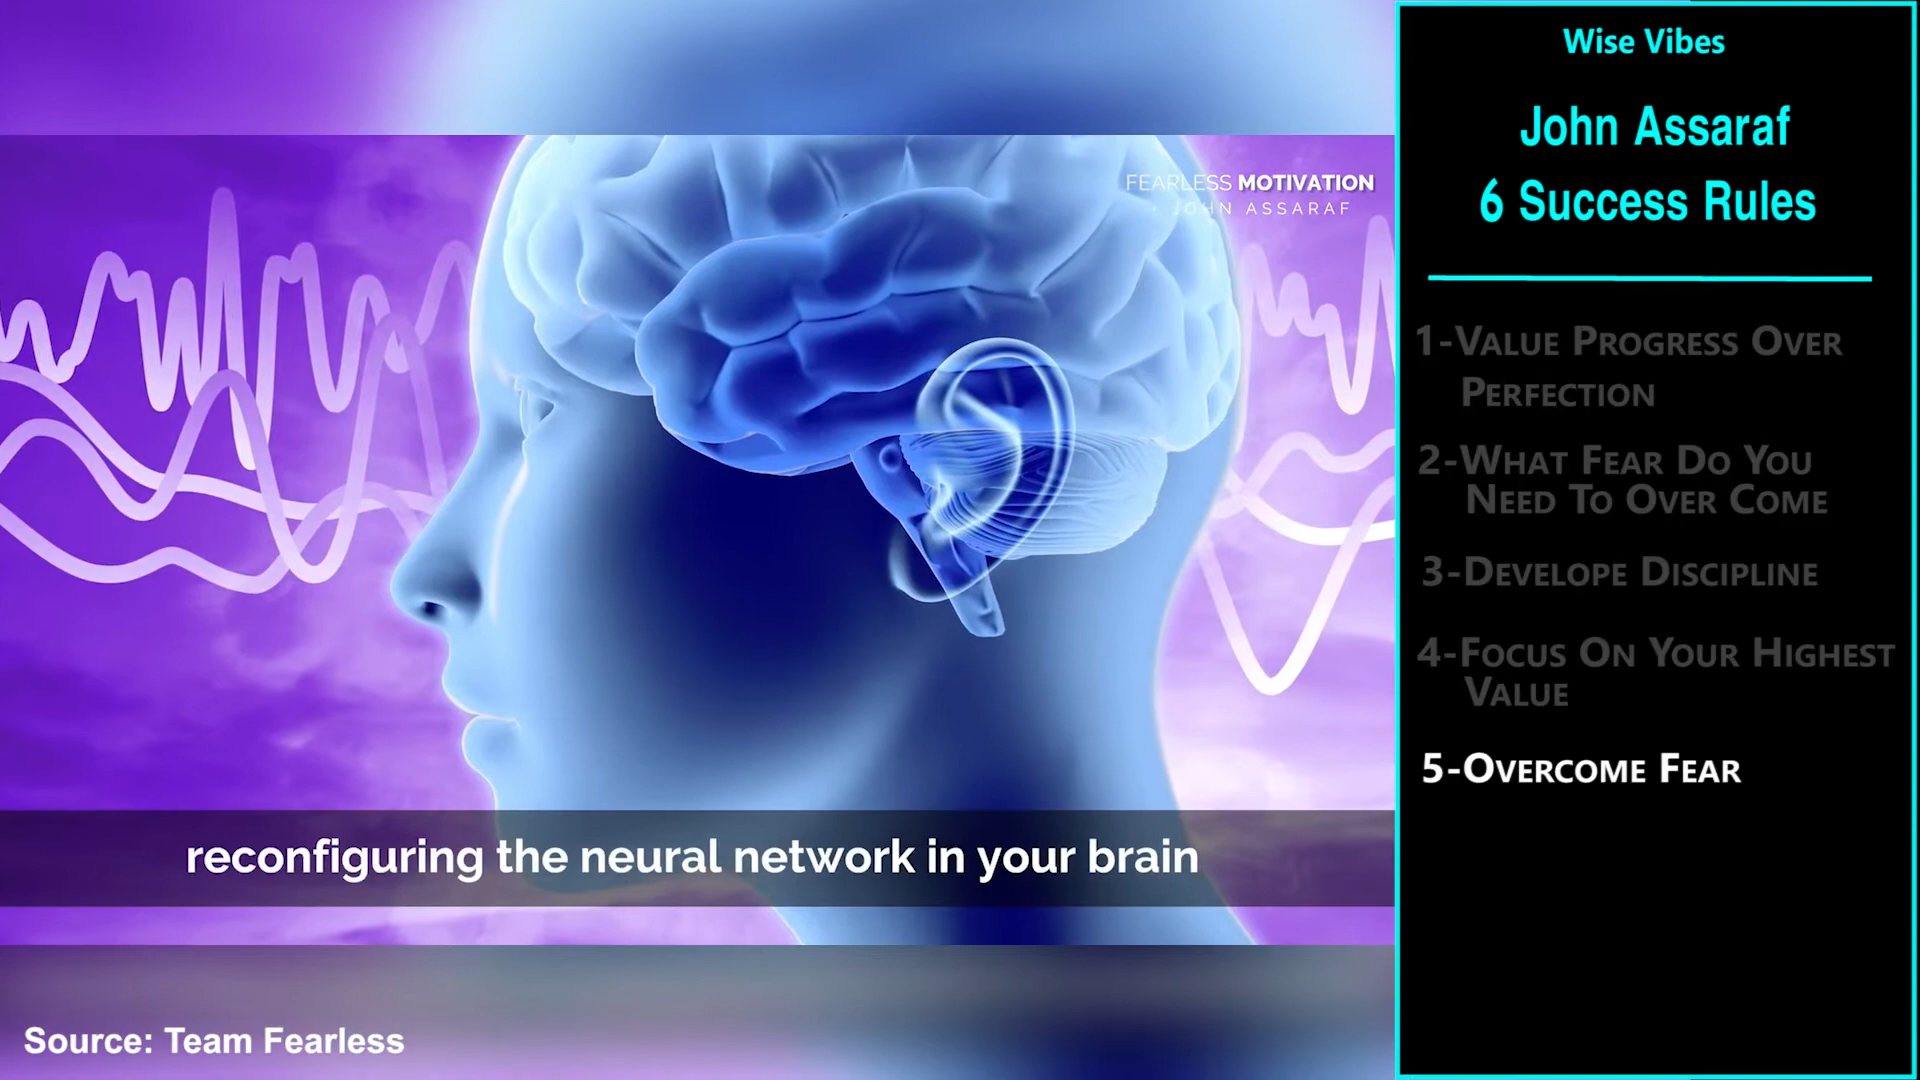 FEARLESS MOTIVATION
+ JOHN ASSARAF
reconfiguring the neural network in your brain
Source: Team Fearless
Wise Vibes
John Assaraf
6 Success Rules
1-Value Progress Over
Perfection
2-What Fear Do You
Need To Over Come
3-Develope Discipline
4-Focus On Your Highest
Value
5-Overcome Fear